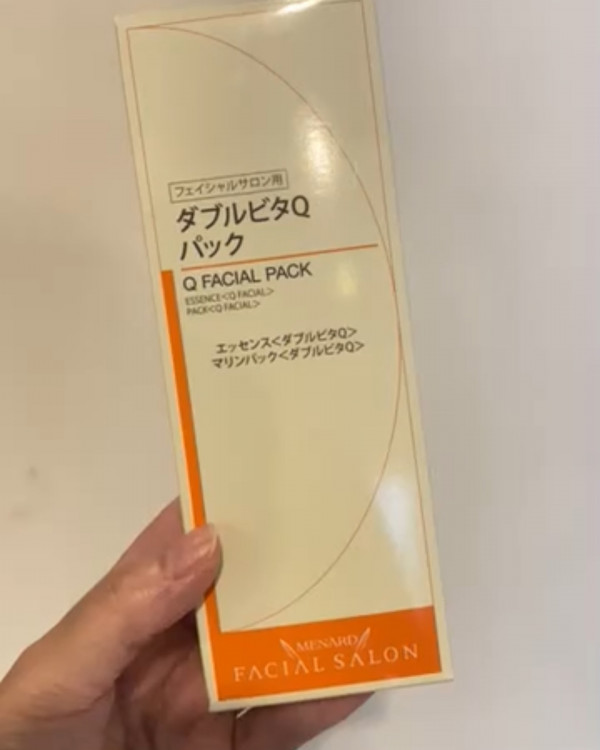 フェイシャルサロン用
ダブルビタQ
パック
Q FACIAL PACK
ESSENCE<Q FACIAL>
PACK<Q FACIAL>
エッセンス<ダブルビタQ>
マリンパック<ダブルビタQ>
MENARD
FACIAL SALON